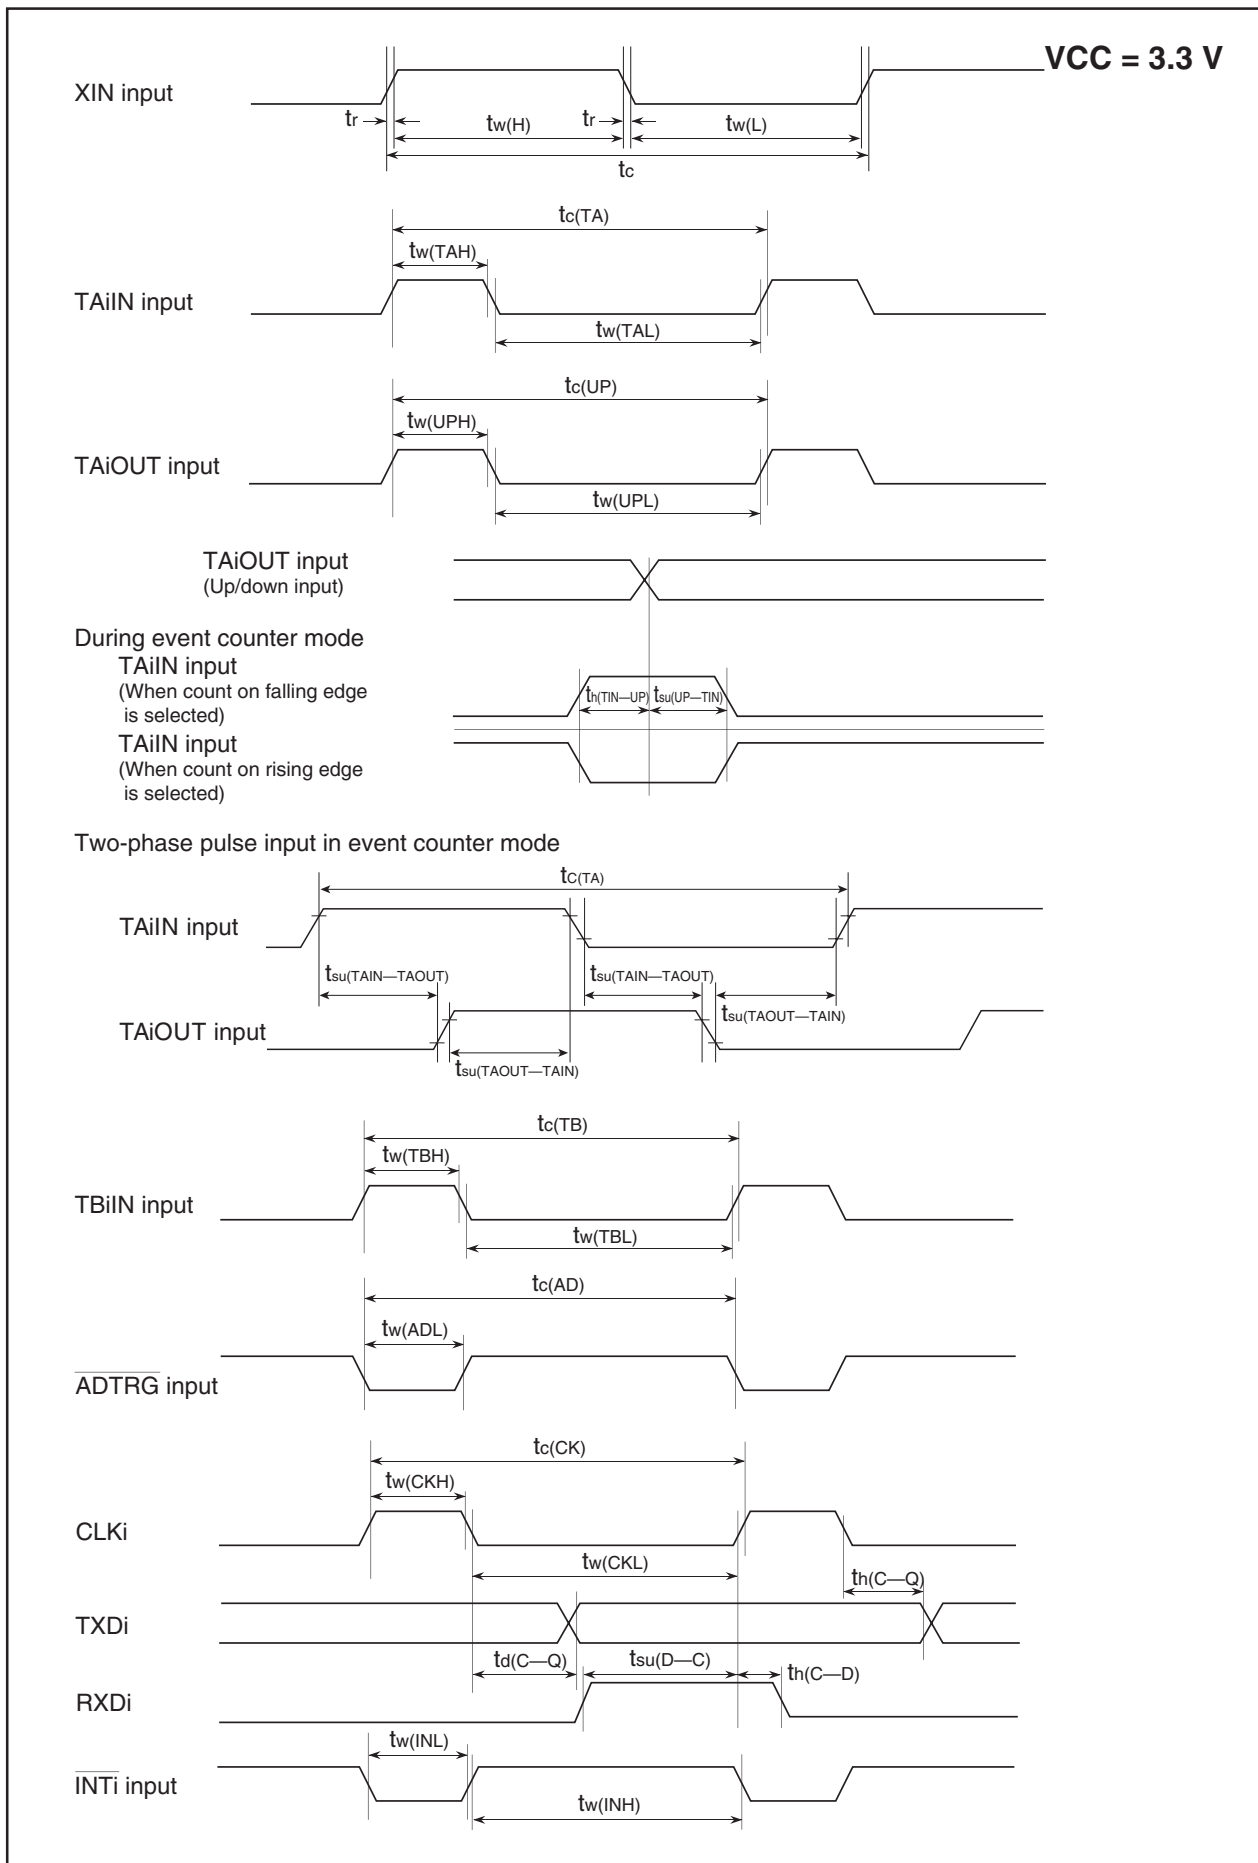 VCC = 3.3 V
XIN input
tr
tw(H)
tr
tw(L)
tc
tc(TA)
tw(TAH)
TAiIN input
tw(TAL)
tc(UP)
tw(UPH)
TAiOUT input
tw(UPL)
TAiOUT input
(Up/down input)
During event counter mode
TAiIN input
(When count on falling edge
is selected)
th(TIN—UP)
tsu(UP—TIN)
TAiIN input
(When count on rising edge
is selected)
Two-phase pulse input in event counter mode
tC(TA)
TAiIN input
tsu(TAIN—TAOUT)
tsu(TAIN—TAOUT)
tsu(TAOUT—TAIN)
TAiOUT input
tsu(TAOUT—TAIN)
tc(TB)
tw(TBH)
TBiIN input
tw(TBL)
tc(AD)
tw(ADL)
ADTRG input
tc(CK)
tw(CKH)
CLKi
tw(CKL)
th(C—Q)
TXDi
td(C—Q)
tsu(D—C)
th(C—D)
RXDi
tw(INL)
INTi input
tw(INH)